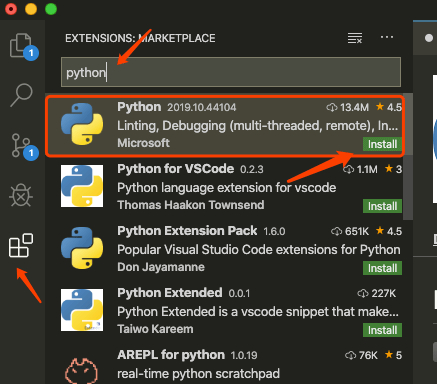 EXTENSIONS: MARKETPLACE
1
python
Python 2019.10.44104 13.4M 4.5
Linting, Debugging (multi-threaded, remote), In...
Microsoft Install
1
Python for VSCode 0.2.3 1.1M 3
Python language extension for vscode
Thomas Haakon Townsend Install
Python Extension Pack 1.6.0 651K 4.5
Popular Visual Studio Code extensions for Python
Don Jayamanne Install
Python Extended 0.0.1 227K
Python Extended is a vscode snippet that make...
Taiwo Kareem Install
AREPL for python 1.0.19 76K 5
real-time python scratchpad